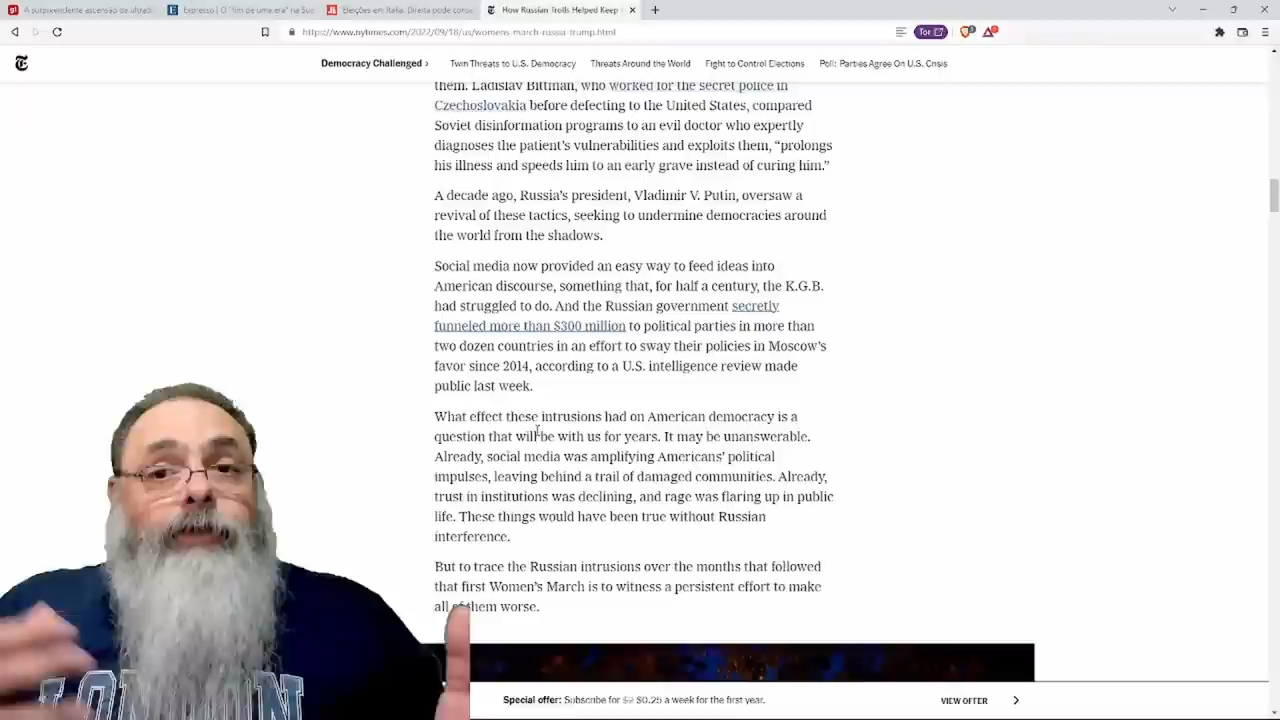 A surpreendente ascensão da ultradi
Expresso | O "fim de uma era" na Su
Eleições em Itália. Direita pode conse
How Russian Trolls Helped Keep
https://www.nytimes.com/2022/09/18/us/womens-march-russia-trump.html
Tor
Democracy Challenged › Twin Threats to U.S. Democracy Threats Around the World Fight to Control Elections Poll: Parties Agree On U.S. Crisis
them. Ladislav Bittman, who worked for the secret police in
Czechoslovakia before defecting to the United States, compared
Soviet disinformation programs to an evil doctor who expertly
diagnoses the patient's vulnerabilities and exploits them, “prolongs
his illness and speeds him to an early grave instead of curing him.”
A decade ago, Russia's president, Vladimir V. Putin, oversaw a
revival of these tactics, seeking to undermine democracies around
the world from the shadows.
Social media now provided an easy way to feed ideas into
American discourse, something that, for half a century, the K.G.B.
had struggled to do. And the Russian government secretly
funneled more than $300 million to political parties in more than
two dozen countries in an effort to sway their policies in Moscow's
favor since 2014, according to a U.S. intelligence review made
public last week.
What effect these intrusions had on American democracy is a
question that will be with us for years. It may be unanswerable.
Already, social media was amplifying Americans' political
impulses, leaving behind a trail of damaged communities. Already,
trust in institutions was declining, and rage was flaring up in public
life. These things would have been true without Russian
interference.
But to trace the Russian intrusions over the months that followed
that first Women's March is to witness a persistent effort to make
all of them worse.
Special offer: Subscribe for $2 $0.25 a week for the first year.
VIEW OFFER